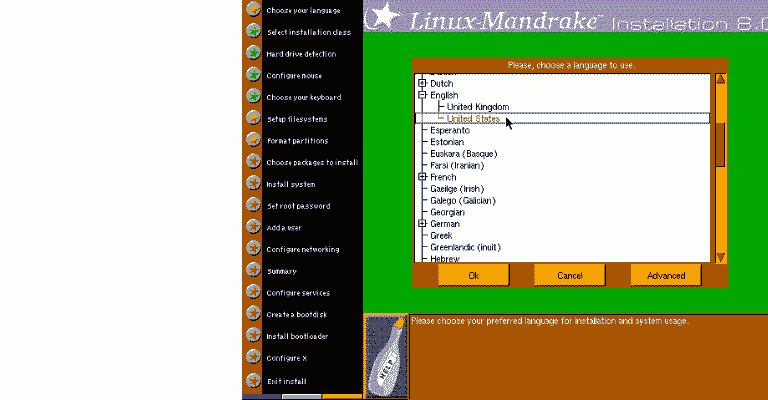 Choose your language
Select installation class
Hard drive detection
Configure mouse
Choose your keyboard
Setup filesystems
Format partitions
Choose packages to install
Install system
Set root password
Add a user
Configure networking
Summary
Configure services
Create a bootdisk
Install bootloader
Configure X
Exit install
Linux-Mandrake Installation 8.0
Please, choose a language to use.
Dutch
English
United Kingdom
United States
Esperanto
Estonian
Euskara (Basque)
Farsi (Iranian)
French
Gaeilge (Irish)
Galego (Galician)
Georgian
German
Greek
Greenlandic (inuit)
Hebrew
Ok
Cancel
Advanced
HELP
Please choose your preferred language for installation and system usage.